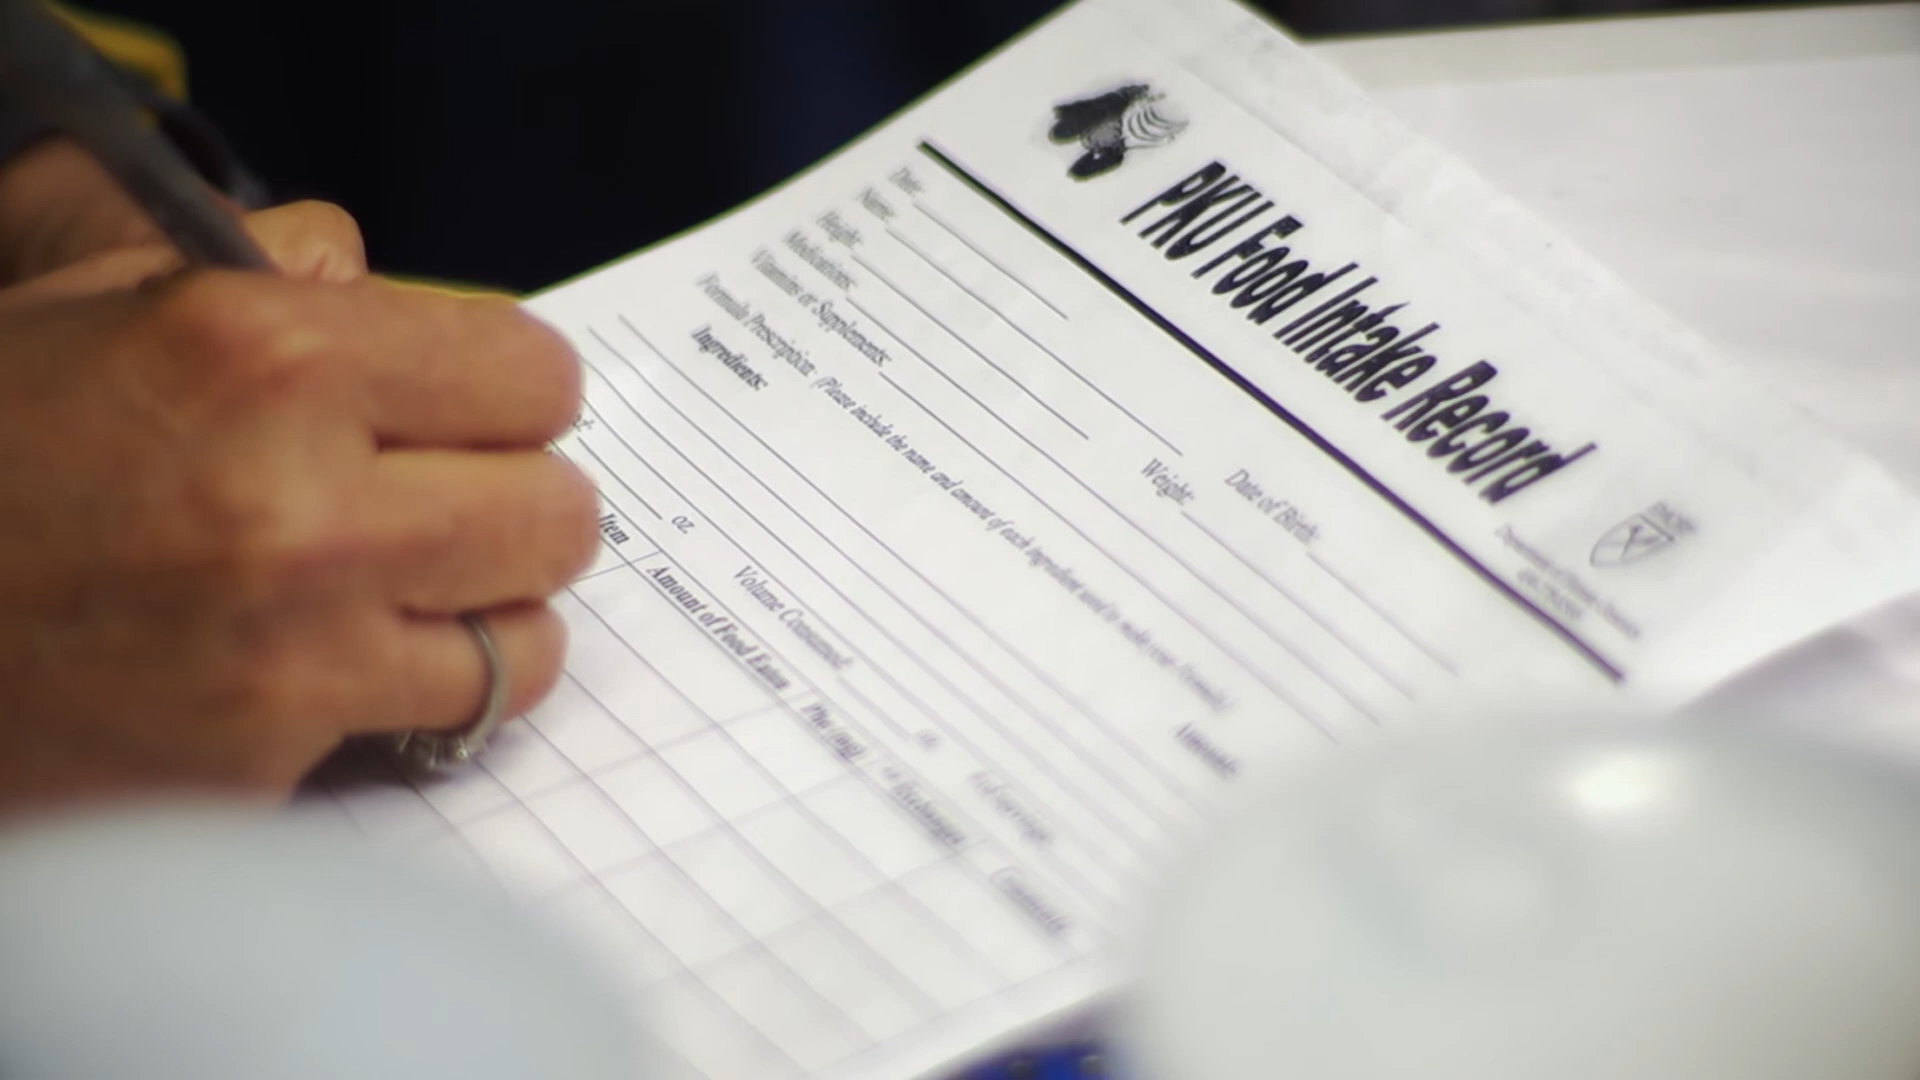 PKU Food Intake Record
EMORY
Date:
Name: Date of Birth:
Height: Weight:
Medications:
Vitamins or Supplements:
Formula Prescription: (Please include the name and amount of each ingredient used to make your formula)
Ingredients: Amount:
oz. Volume Consumed: oz.
Item Amount of Food Eaten Phe (mg) or Exchanges